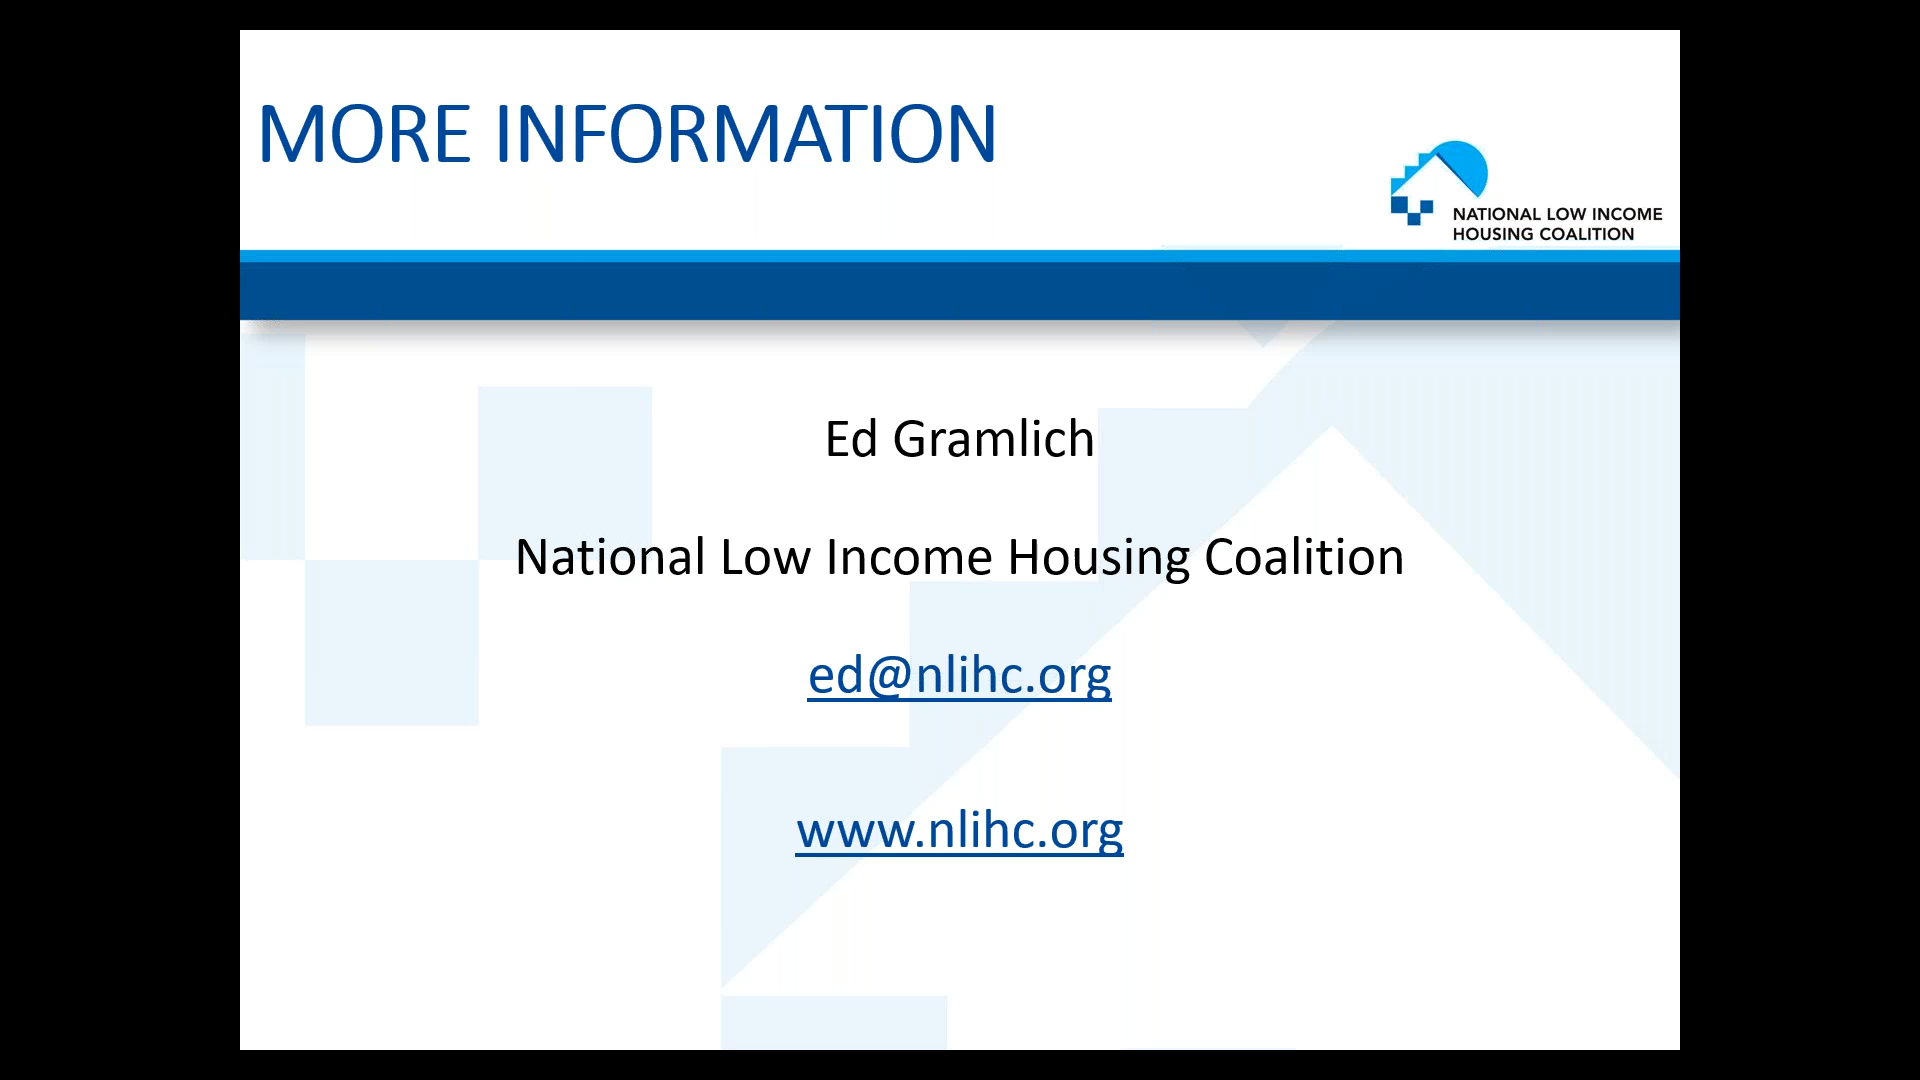 MORE INFORMATION
NATIONAL LOW INCOME
HOUSING COALITION
Ed Gramlich
National Low Income Housing Coalition
ed@nlihc.org
www.nlihc.org